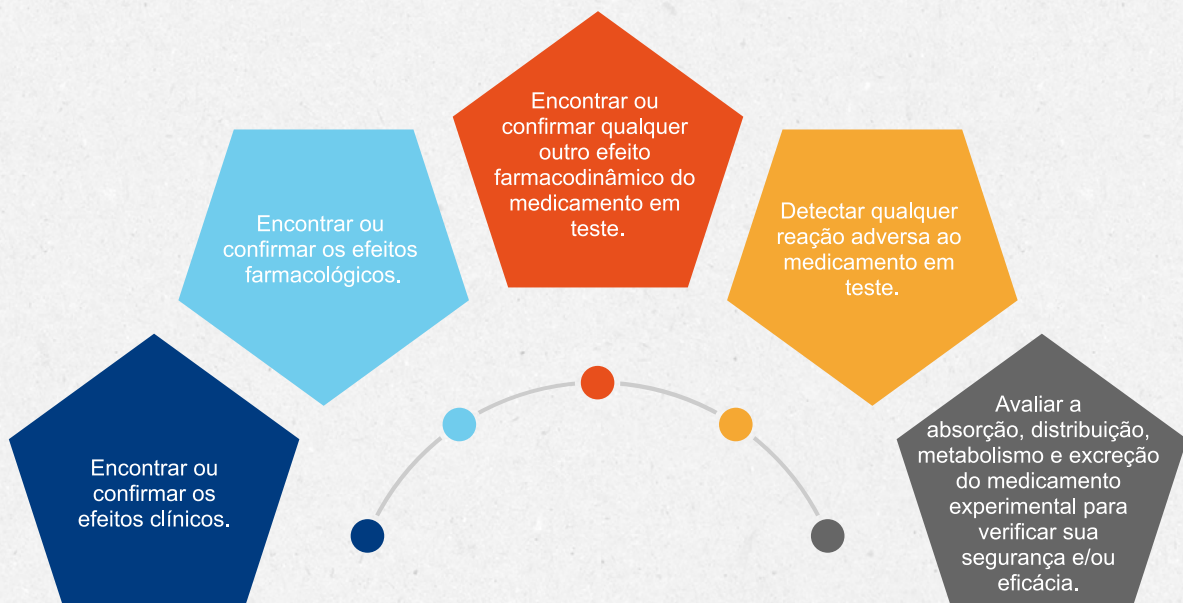 Encontrar ou
confirmar os
efeitos clínicos.
Encontrar ou
confirmar os efeitos
farmacológicos.
Encontrar ou
confirmar qualquer
outro efeito
farmacodinâmico do
medicamento em
teste.
Detectar qualquer
reação adversa ao
medicamento em
teste.
Avaliar a
absorção, distribuição,
metabolismo e excreção
do medicamento
experimental para
verificar sua
segurança e/ou
eficácia.